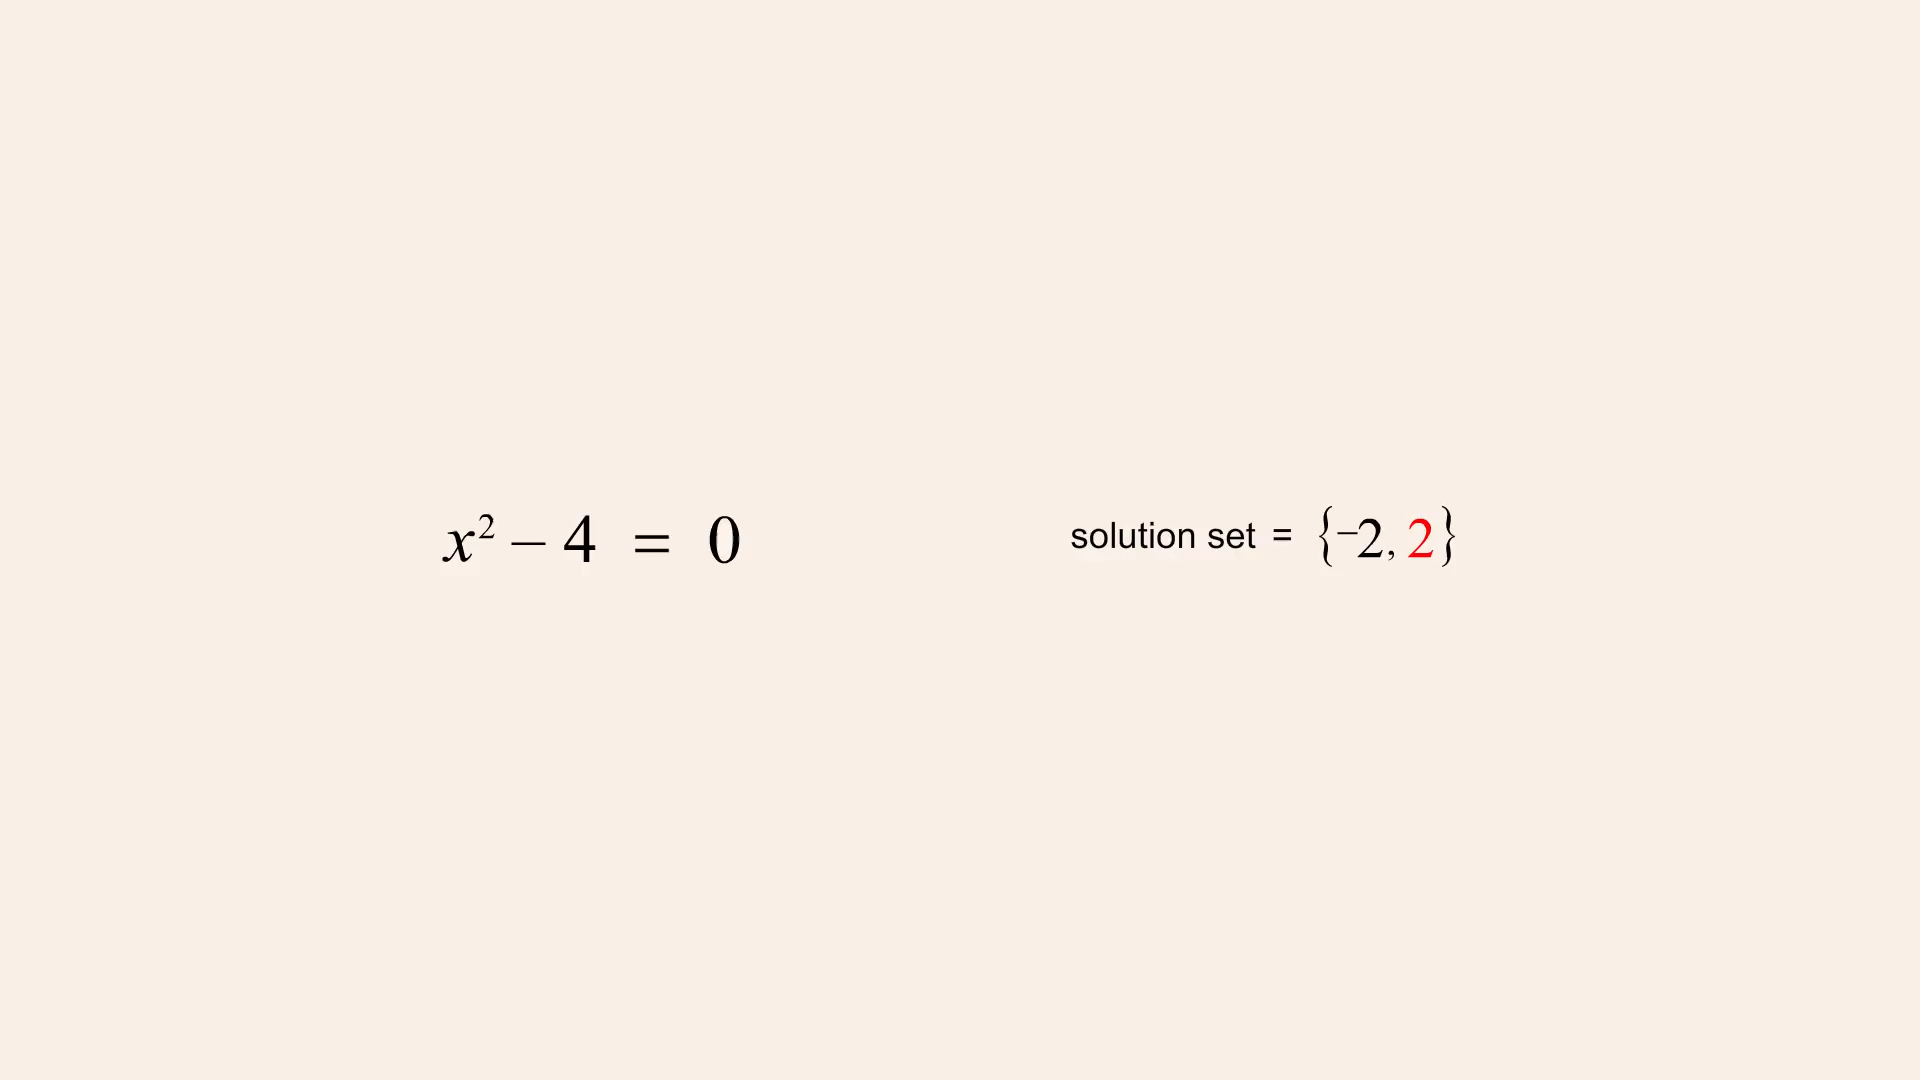 x² − 4 = 0
solution set = {−2, 2}